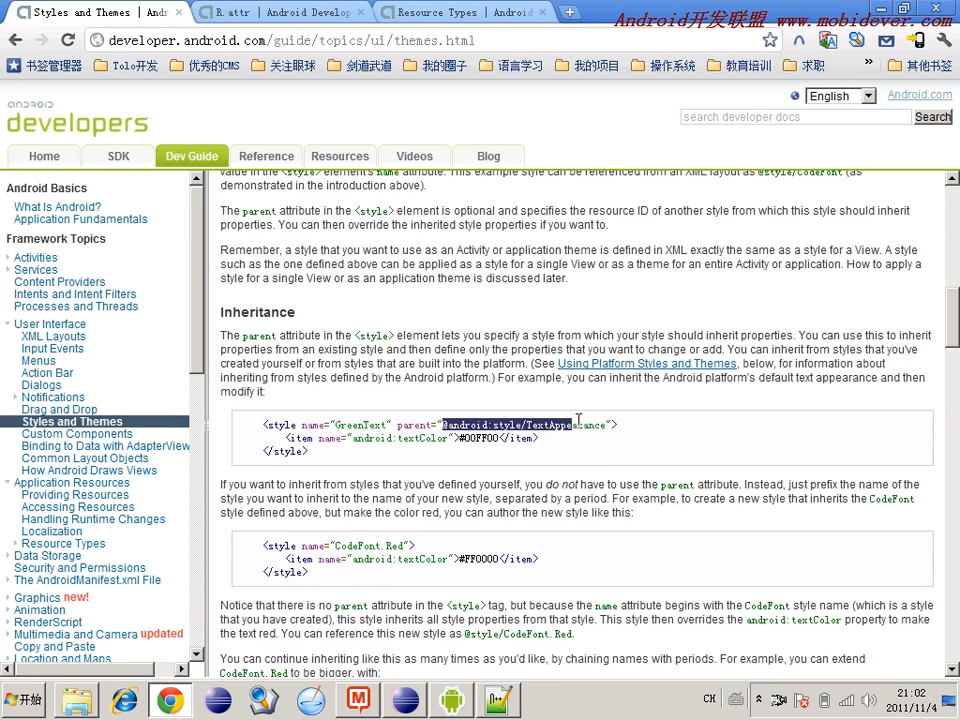 Styles and Themes | Andr
R.attr | Android Develop
Resource Types | Android
Android开发联盟 www.mobidever.com
developer.android.com/guide/topics/ui/themes.html
书签管理器 Tolo开发 优秀的CMS 关注眼球 剑道武道 我的圈子 语言学习 我的项目 操作系统 教育培训 求职 » 其他书签
English
Android.com
android
developers
search developer docs
Search
Home SDK Dev Guide Reference Resources Videos Blog
Android Basics
What Is Android?
Application Fundamentals
Framework Topics
Activities
Services
Content Providers
Intents and Intent Filters
Processes and Threads
User Interface
XML Layouts
Input Events
Menus
Action Bar
Dialogs
Notifications
Drag and Drop
Styles and Themes
Custom Components
Binding to Data with AdapterView
Common Layout Objects
How Android Draws Views
Application Resources
Providing Resources
Accessing Resources
Handling Runtime Changes
Localization
Resource Types
Data Storage
Security and Permissions
The AndroidManifest.xml File
Graphics new!
Animation
RenderScript
Multimedia and Camera updated
Copy and Paste
Location and Maps
value in the <style> element's name attribute. This example style can be referenced from an XML layout as @style/CodeFont (as
demonstrated in the introduction above).
The parent attribute in the <style> element is optional and specifies the resource ID of another style from which this style should inherit
properties. You can then override the inherited style properties if you want to.
Remember, a style that you want to use as an Activity or application theme is defined in XML exactly the same as a style for a View. A style
such as the one defined above can be applied as a style for a single View or as a theme for an entire Activity or application. How to apply a
style for a single View or as an application theme is discussed later.
Inheritance
The parent attribute in the <style> element lets you specify a style from which your style should inherit properties. You can use this to inherit
properties from an existing style and then define only the properties that you want to change or add. You can inherit from styles that you've
created yourself or from styles that are built into the platform. (See Using Platform Styles and Themes, below, for information about
inheriting from styles defined by the Android platform.) For example, you can inherit the Android platform's default text appearance and then
modify it:
<style name="GreenText" parent="@android:style/TextAppearance">
<item name="android:textColor">#00FF00</item>
</style>
If you want to inherit from styles that you've defined yourself, you do not have to use the parent attribute. Instead, just prefix the name of the
style you want to inherit to the name of your new style, separated by a period. For example, to create a new style that inherits the CodeFont
style defined above, but make the color red, you can author the new style like this:
<style name="CodeFont.Red">
<item name="android:textColor">#FF0000</item>
</style>
Notice that there is no parent attribute in the <style> tag, but because the name attribute begins with the CodeFont style name (which is a style
that you have created), this style inherits all style properties from that style. This style then overrides the android:textColor property to make
the text red. You can reference this new style as @style/CodeFont.Red.
You can continue inheriting like this as many times as you'd like, by chaining names with periods. For example, you can extend
CodeFont.Red to be bigger, with:
开始
CH
21:02
2011/11/4